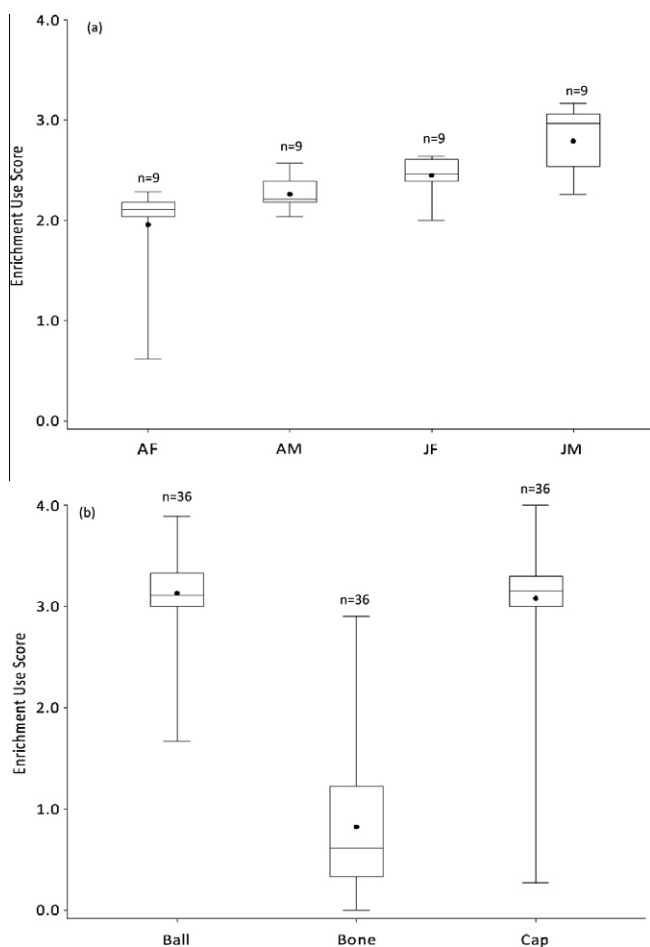 (a)
Enrichment Use Score
4.0
3.0
2.0
1.0
0.0
n=9
n=9
n=9
n=9
AF
AM
JF
JM
(b)
Enrichment Use Score
4.0
3.0
2.0
1.0
0.0
n=36
n=36
n=36
Ball
Bone
Cap